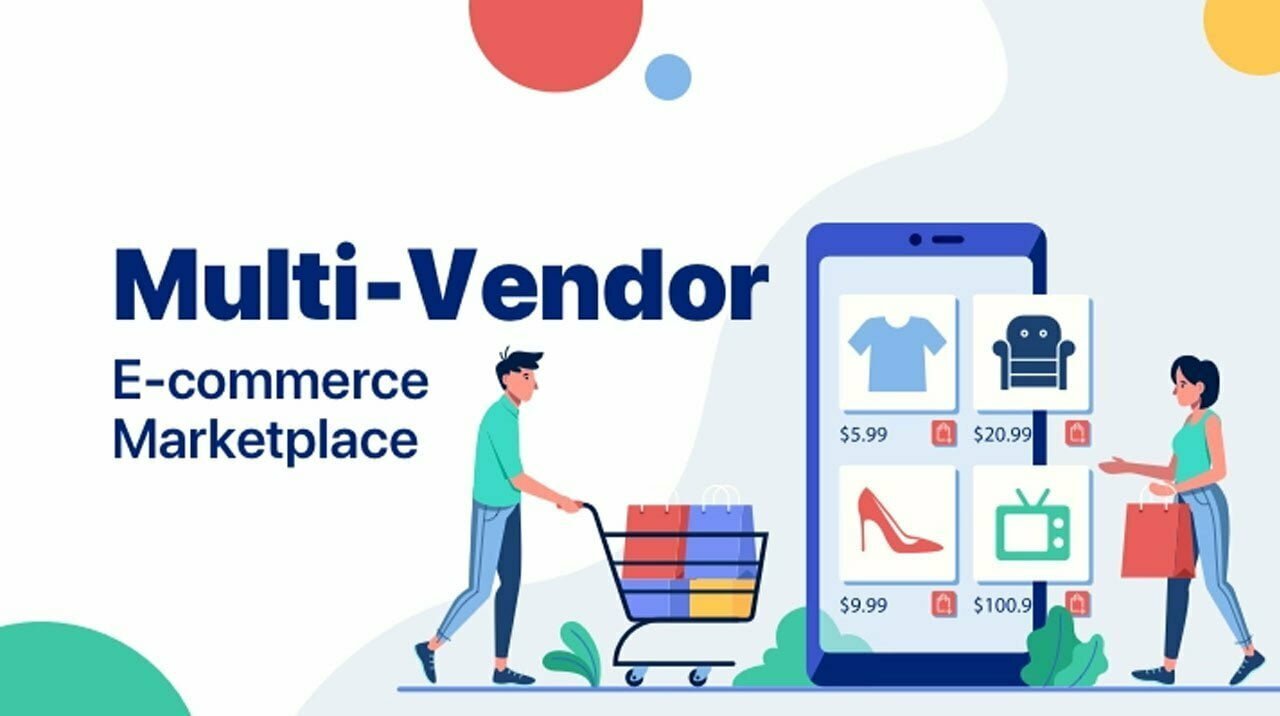 Multi-Vendor
E-commerce
Marketplace
$5.99
$20.99
$9.99
$100.9